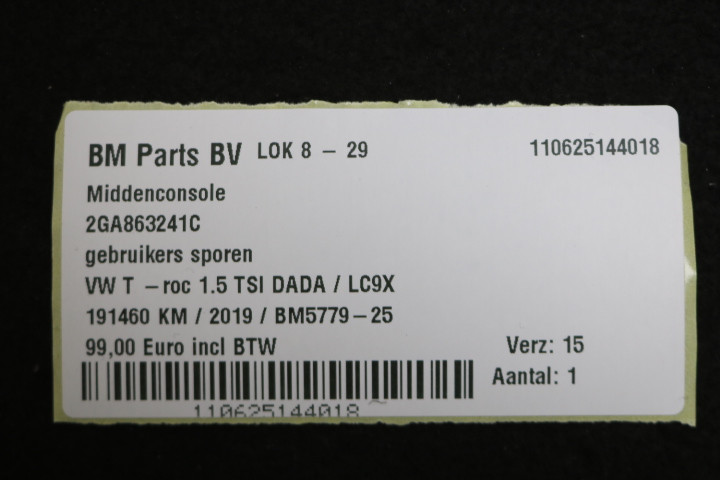 BM Parts BV LOK 8 – 29 110625144018
Middenconsole
2GA863241C
gebruikers sporen
VW T –roc 1.5 TSI DADA / LC9X
191460 KM / 2019 / BM5779–25
99,00 Euro incl BTW Verz: 15
Aantal: 1
110625144018